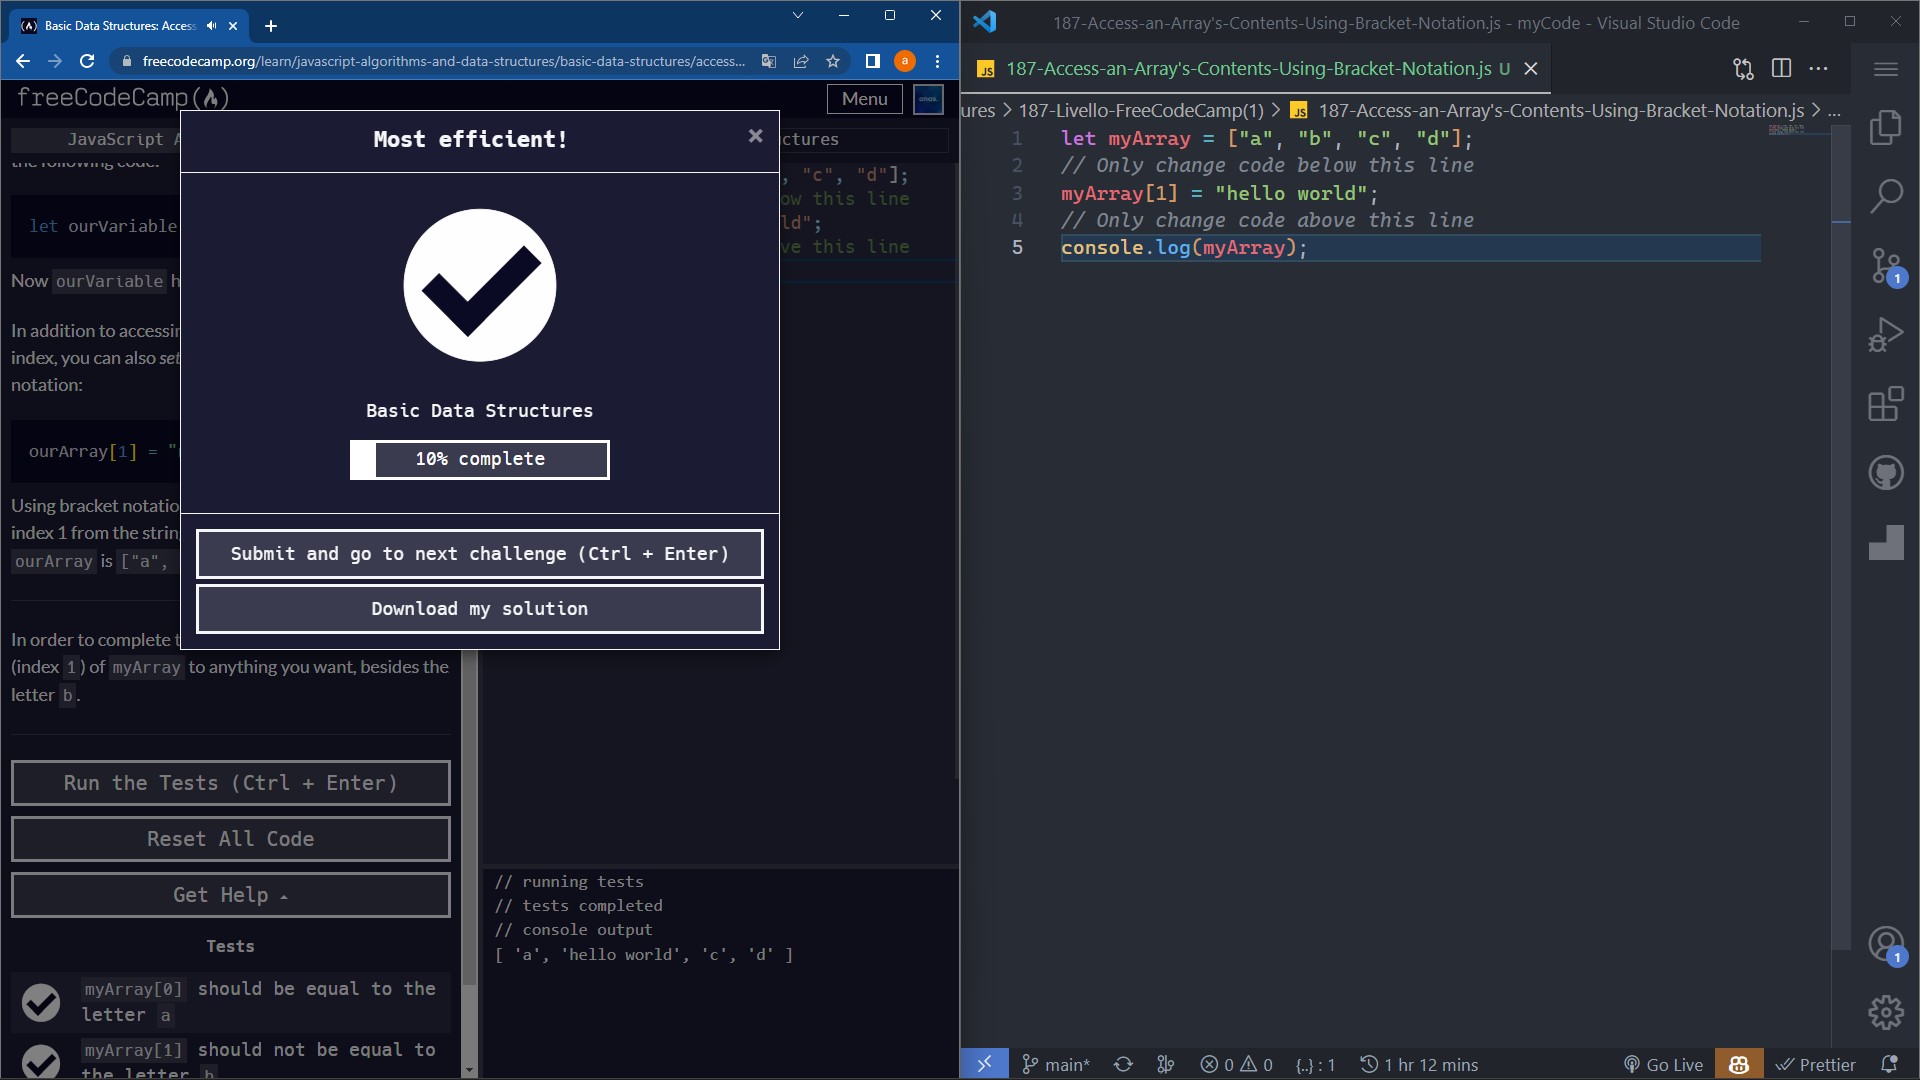 Basic Data Structures: Access
freecodecamp.org/learn/javascript-algorithms-and-data-structures/basic-data-structures/access...
a
freeCodeCamp
Menu
anas.
JavaScript A
ctures
the following code:
let ourVariable
Now ourVariable h
In addition to accessin
index, you can also set
notation:
ourArray[1] = "
Using bracket notatio
index 1 from the string
ourArray is ["a",
In order to complete t
(index 1) of myArray to anything you want, besides the
letter b.
Run the Tests (Ctrl + Enter)
Reset All Code
Get Help
Tests
myArray[0] should be equal to the
letter a
myArray[1] should not be equal to
the letter b
Most efficient!
Basic Data Structures
10% complete
Submit and go to next challenge (Ctrl + Enter)
Download my solution
, "c", "d"];
ow this line
ld";
ve this line
// running tests
// tests completed
// console output
[ 'a', 'hello world', 'c', 'd' ]
187-Access-an-Array's-Contents-Using-Bracket-Notation.js - myCode - Visual Studio Code
JS 187-Access-an-Array's-Contents-Using-Bracket-Notation.js U
ures > 187-Livello-FreeCodeCamp(1) > JS 187-Access-an-Array's-Contents-Using-Bracket-Notation.js > ...
1 let myArray = ["a", "b", "c", "d"];
2 // Only change code below this line
3 myArray[1] = "hello world";
4 // Only change code above this line
5 console.log(myArray);
1
1
main* 0 0 {..} : 1 1 hr 12 mins Go Live Prettier